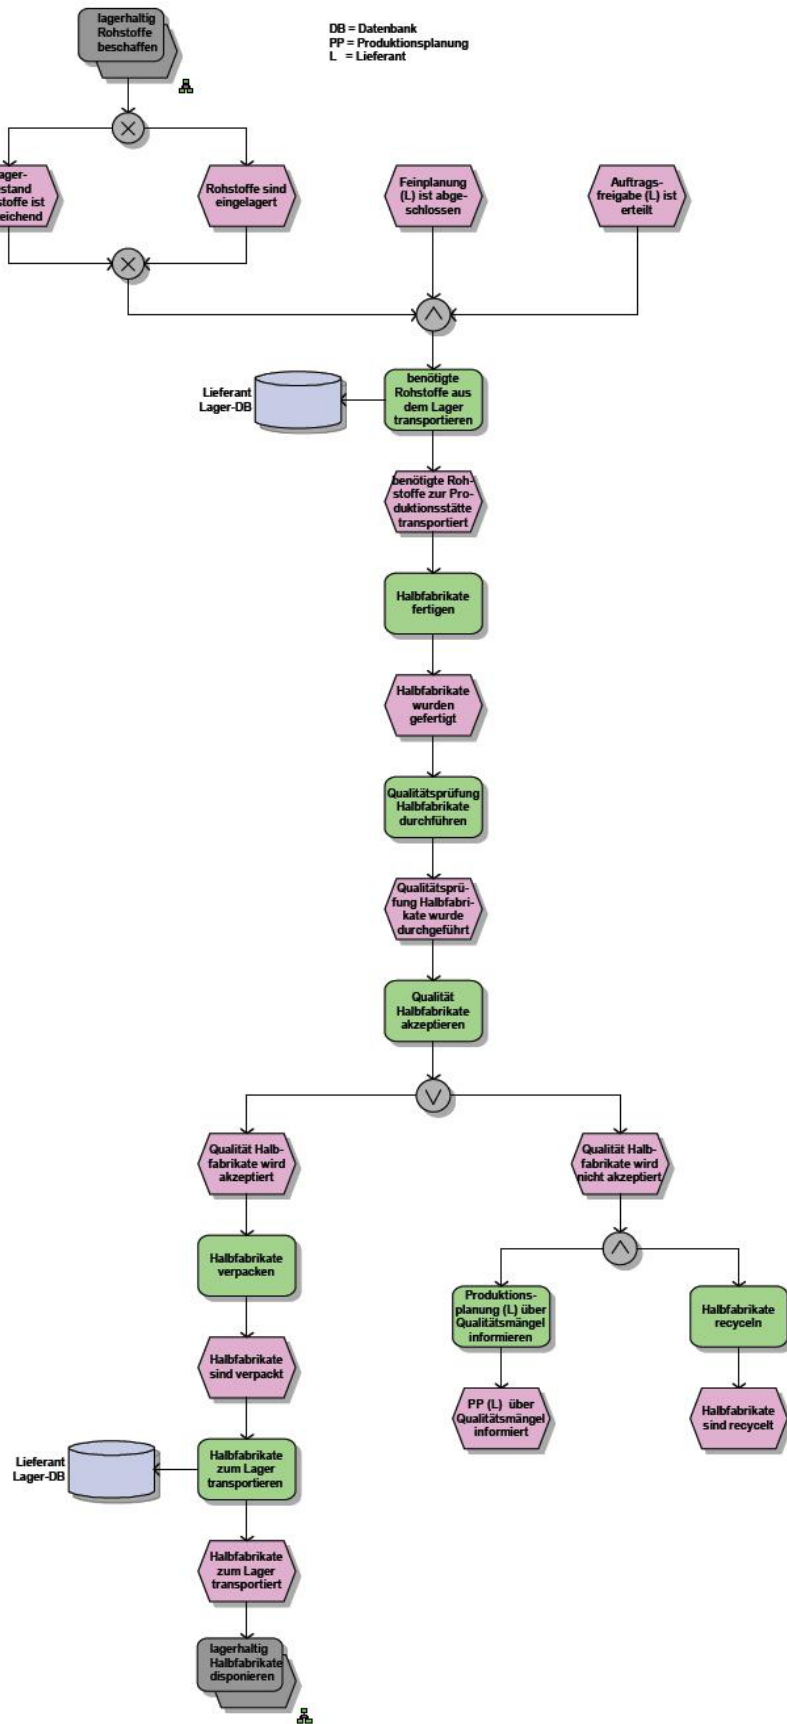 lagerhaltig
Rohstoffe
beschaffen
DB = Datenbank
PP = Produktionsplanung
L = Lieferant
Rohstoffe sind
eingelagert
Feinplanung
(L) ist abge-
schlossen
Auftrags-
freigabe (L) ist
erteilt
Lieferant
Lager-DB
benötigte
Rohstoffe aus
dem Lager
transportieren
benötigte Roh-
stoffe zur Pro-
duktionsstätte
transportiert
Halbfabrikate
fertigen
Halbfabrikate
wurden
gefertigt
Qualitätsprüfung
Halbfabrikate
durchführen
Qualitätsprü-
fung Halbfabri-
kate wurde
durchgeführt
Qualität
Halbfabrikate
akzeptieren
Qualität Halb-
fabrikate wird
akzeptiert
Qualität Halb-
fabrikate wird
nicht akzeptiert
Halbfabrikate
verpacken
Produktions-
planung (L) über
Qualitätsmängel
informieren
Halbfabrikate
recyceln
Halbfabrikate
sind verpackt
PP (L) über
Qualitätsmängel
informiert
Halbfabrikate
sind recycelt
Lieferant
Lager-DB
Halbfabrikate
zum Lager
transportieren
Halbfabrikate
zum Lager
transportiert
lagerhaltig
Halbfabrikate
disponieren